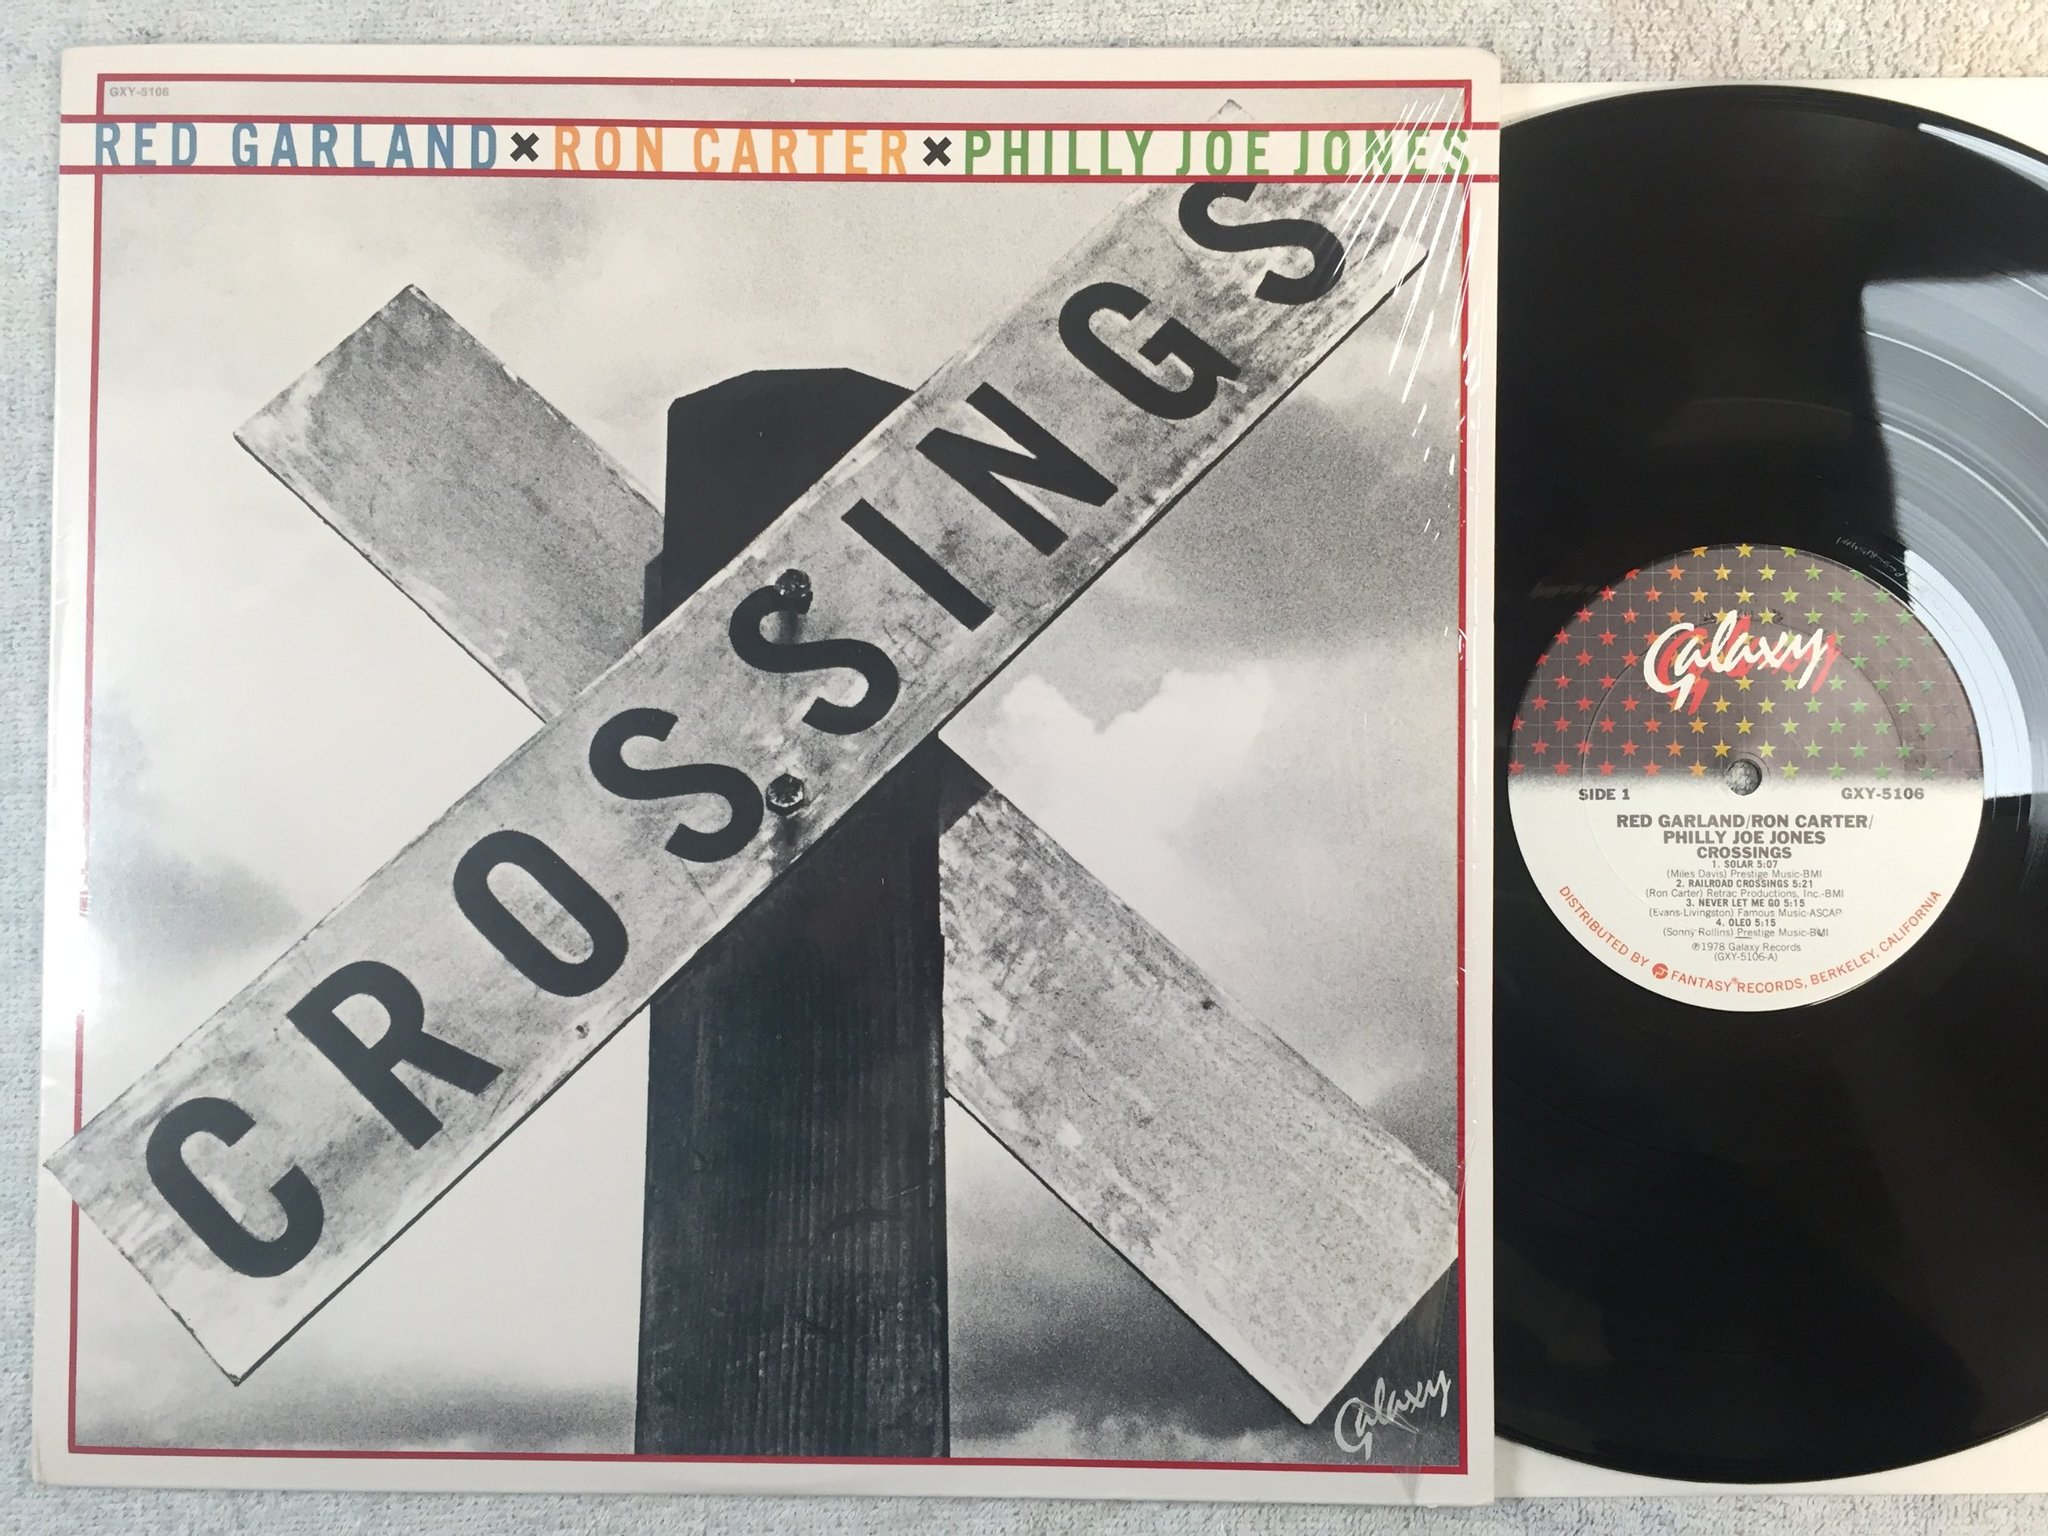 GXY-5106
RED GARLAND × RON CARTER × PHILLY JOE JONES
CROSSINGS
Galaxy
Galaxy
SIDE 1
GXY-5106
RED GARLAND/RON CARTER/
PHILLY JOE JONES
CROSSINGS
1. SOLAR 5:07
(Miles Davis) Prestige Music-BMI
2. RAILROAD CROSSINGS 5:21
(Ron Carter) Retrac Productions, Inc.-BMI
3. NEVER LET ME GO 5:15
(Evans-Livingston) Famous Music-ASCAP
4. OLEO 5:15
(Sonny Rollins) Prestige Music-BMI
℗1978 Galaxy Records
(GXY-5106-A)
DISTRIBUTED BY FANTASY® RECORDS, BERKELEY, CALIFORNIA